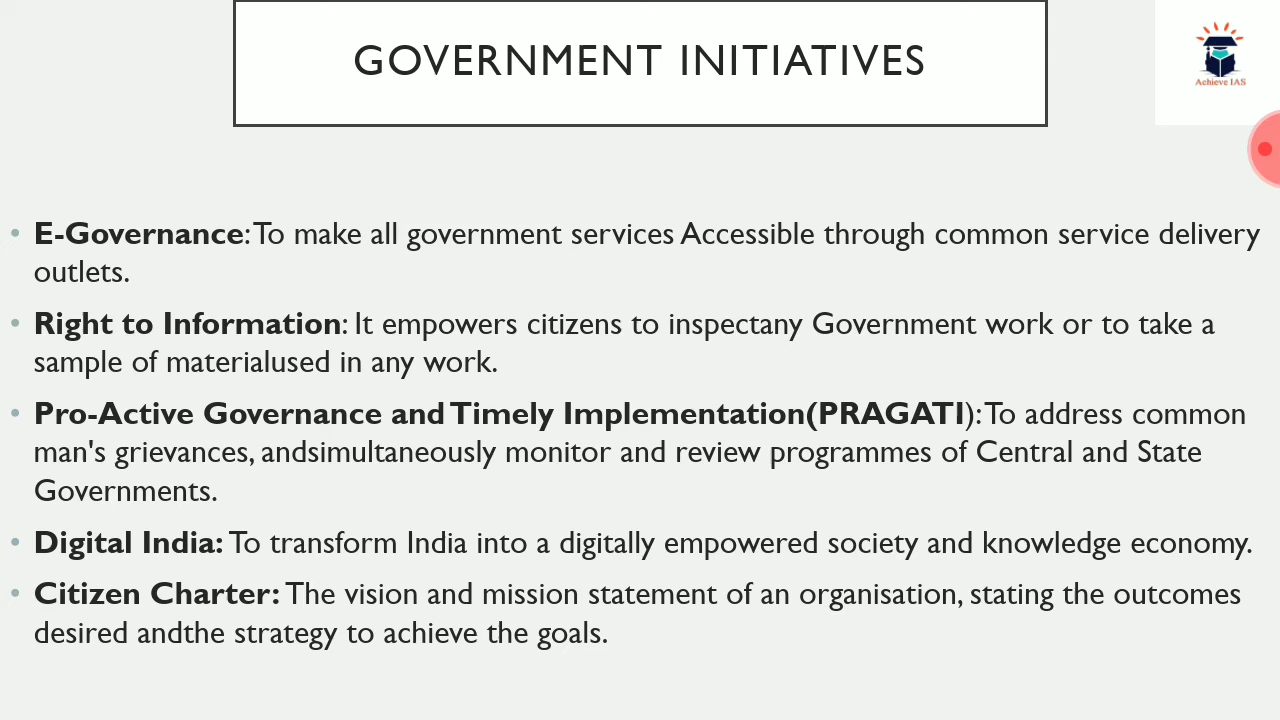 GOVERNMENT INITIATIVES
Achieve IAS
• E-Governance: To make all government services Accessible through common service delivery
outlets.
• Right to Information: It empowers citizens to inspectany Government work or to take a
sample of materialused in any work.
• Pro-Active Governance and Timely Implementation(PRAGATI): To address common
man's grievances, andsimultaneously monitor and review programmes of Central and State
Governments.
• Digital India: To transform India into a digitally empowered society and knowledge economy.
• Citizen Charter: The vision and mission statement of an organisation, stating the outcomes
desired andthe strategy to achieve the goals.